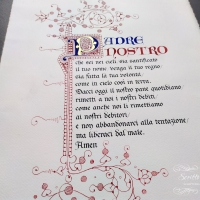 PADRE
NOSTRO
che sei nei cieli sia santificato
il tuo nome venga il tuo regno
sia fatta la tua volontà
come in cielo così in terra.
Dacci oggi il nostro pane quotidiano
rimetti a noi i nostri debiti
come anche noi li rimettiamo
ai nostri debitori,
e non abbandonarci alla tentazione,
ma liberaci dal male.
Amen